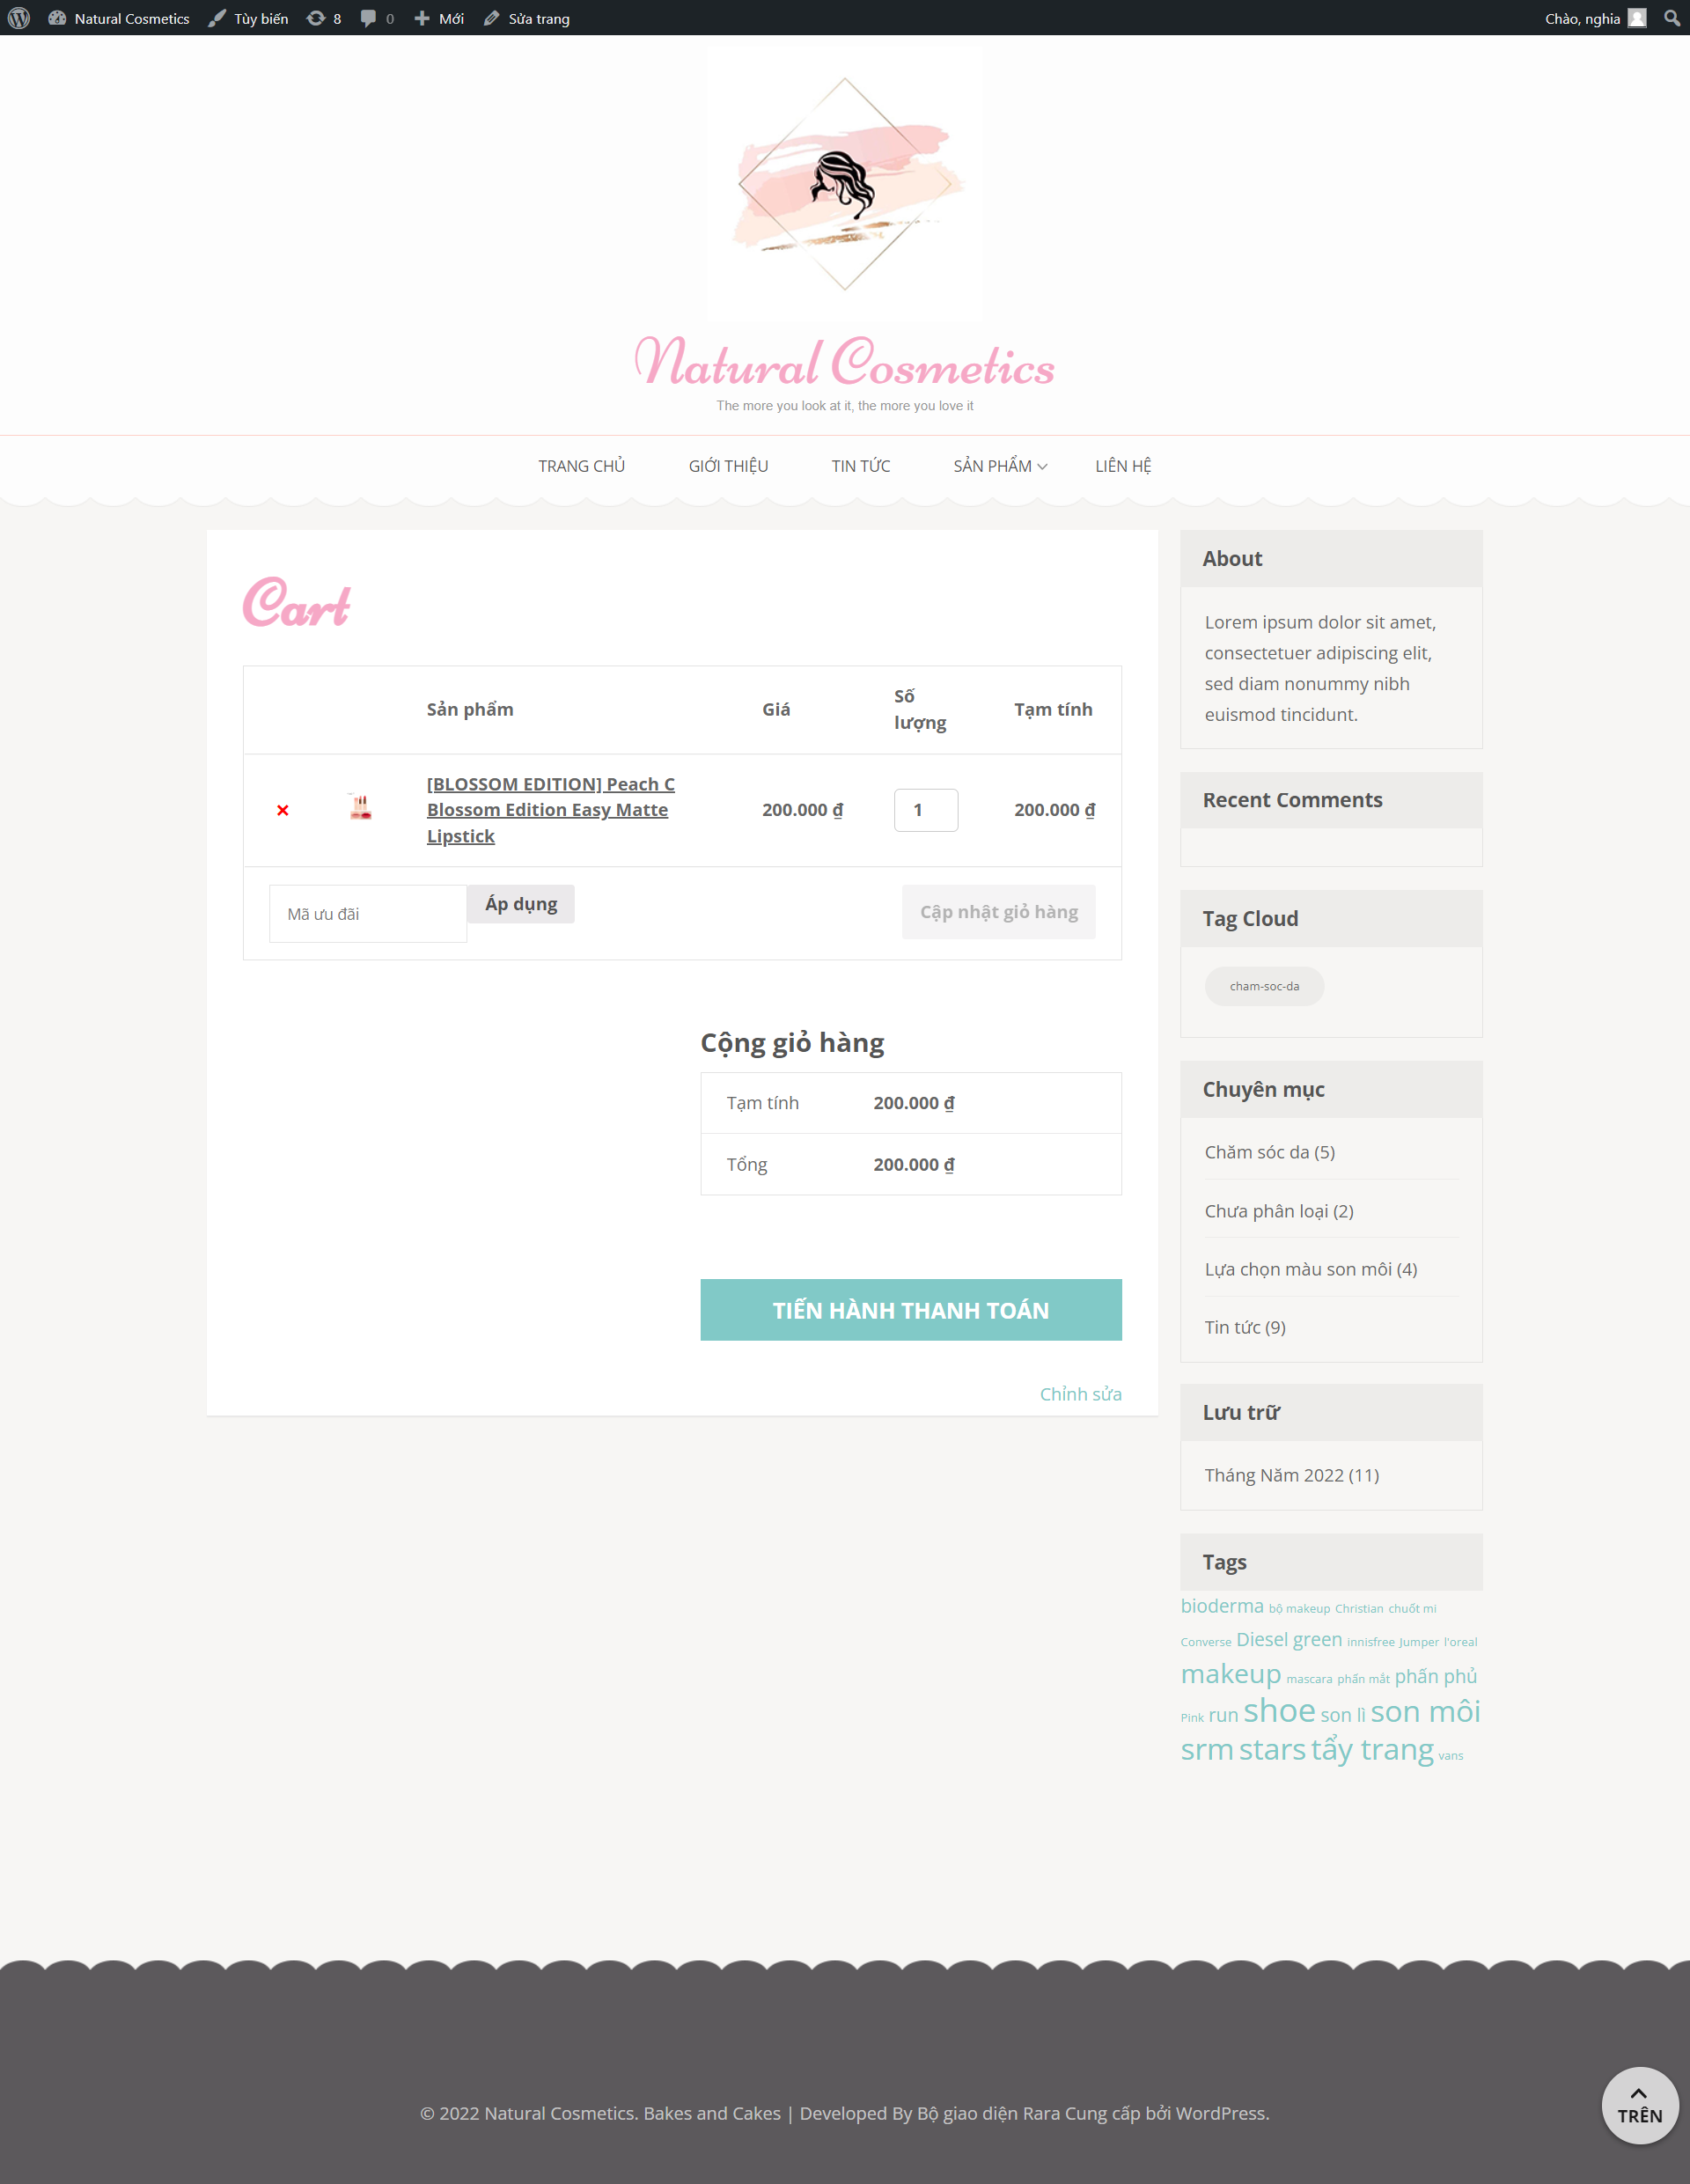 Natural Cosmetics Tùy biến 8 0 Mới Sửa trang Chào, nghia
Natural Cosmetics
The more you look at it, the more you love it
TRANG CHỦ GIỚI THIỆU TIN TỨC SẢN PHẨM LIÊN HỆ
Cart
Sản phẩm Giá Số lượng Tạm tính
× [BLOSSOM EDITION] Peach C
Blossom Edition Easy Matte
Lipstick
200.000 ₫ 1 200.000 ₫
Mã ưu đãi Áp dụng Cập nhật giỏ hàng
Cộng giỏ hàng
Tạm tính 200.000 ₫
Tổng 200.000 ₫
TIẾN HÀNH THANH TOÁN
Chỉnh sửa
About
Lorem ipsum dolor sit amet,
consectetuer adipiscing elit,
sed diam nonummy nibh
euismod tincidunt.
Recent Comments
Tag Cloud
cham-soc-da
Chuyên mục
Chăm sóc da (5)
Chưa phân loại (2)
Lựa chọn màu son môi (4)
Tin tức (9)
Lưu trữ
Tháng Năm 2022 (11)
Tags
bioderma bộ makeup Christian chuốt mi
Converse Diesel green innisfree Jumper l'oreal
makeup mascara phấn mắt phấn phủ
Pink run shoe son lì son môi
srm stars tẩy trang vans
© 2022 Natural Cosmetics. Bakes and Cakes | Developed By Bộ giao diện Rara Cung cấp bởi WordPress.
TRÊN